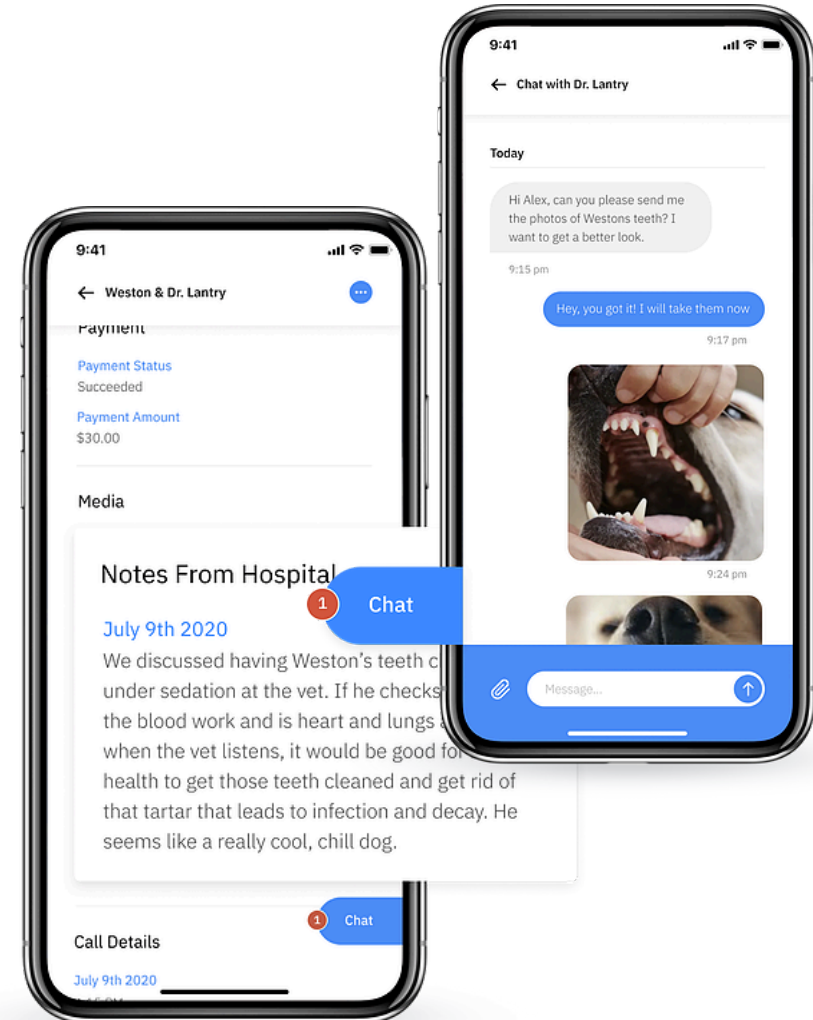 9:41
Weston & Dr. Lantry
Payment
Payment Status
Succeeded
Payment Amount
$30.00
Media
Notes From Hospital
1
Chat
July 9th 2020
We discussed having Weston's teeth
under sedation at the vet. If he checks
the blood work and is heart and lungs
when the vet listens, it would be good for
health to get those teeth cleaned and get rid of
that tartar that leads to infection and decay. He
seems like a really cool, chill dog.
1
Chat
Call Details
July 9th 2020
9:41
Chat with Dr. Lantry
Today
Hi Alex, can you please send me
the photos of Westons teeth? I
want to get a better look.
9:15 pm
Hey, you got it! I will take them now
9:17 pm
9:24 pm
Message...